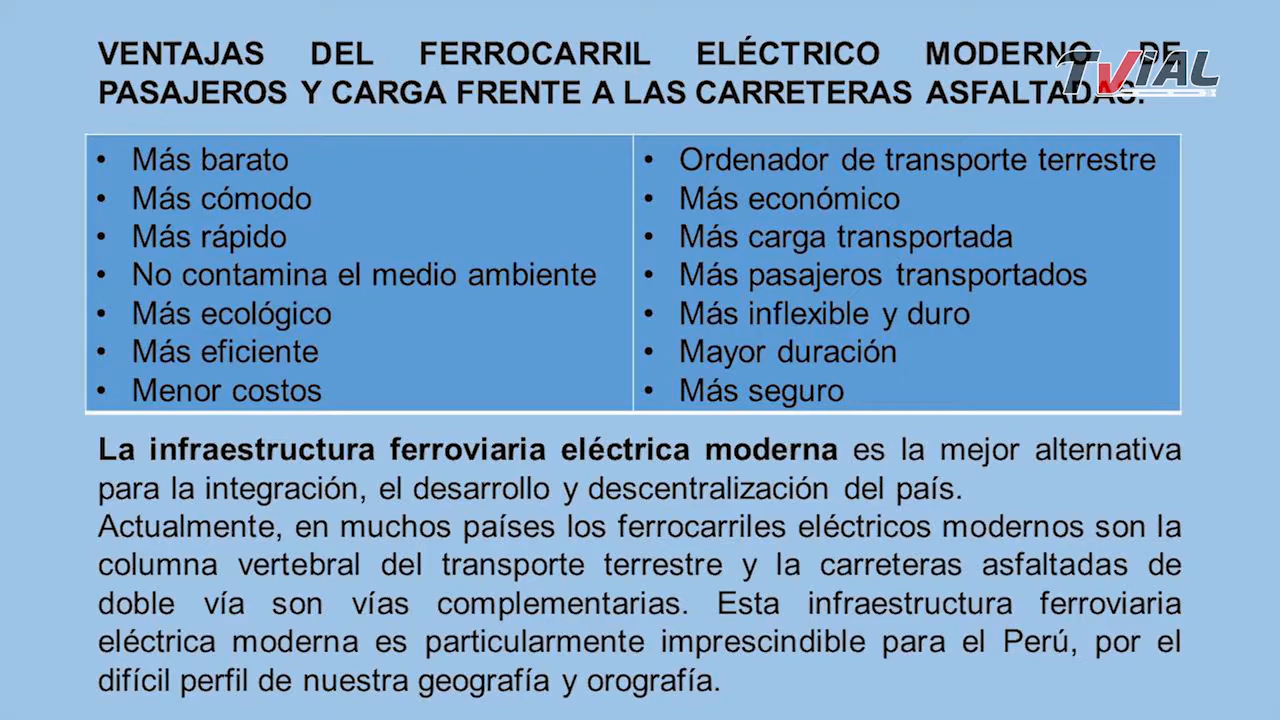 VENTAJAS DEL FERROCARRIL ELÉCTRICO MODERNO DE
PASAJEROS Y CARGA FRENTE A LAS CARRETERAS ASFALTADAS.
TVIAL
• Más barato
• Más cómodo
• Más rápido
• No contamina el medio ambiente
• Más ecológico
• Más eficiente
• Menor costos
• Ordenador de transporte terrestre
• Más económico
• Más carga transportada
• Más pasajeros transportados
• Más inflexible y duro
• Mayor duración
• Más seguro
La infraestructura ferroviaria eléctrica moderna es la mejor alternativa
para la integración, el desarrollo y descentralización del país.
Actualmente, en muchos países los ferrocarriles eléctricos modernos son la
columna vertebral del transporte terrestre y la carreteras asfaltadas de
doble vía son vías complementarias. Esta infraestructura ferroviaria
eléctrica moderna es particularmente imprescindible para el Perú, por el
difícil perfil de nuestra geografía y orografía.